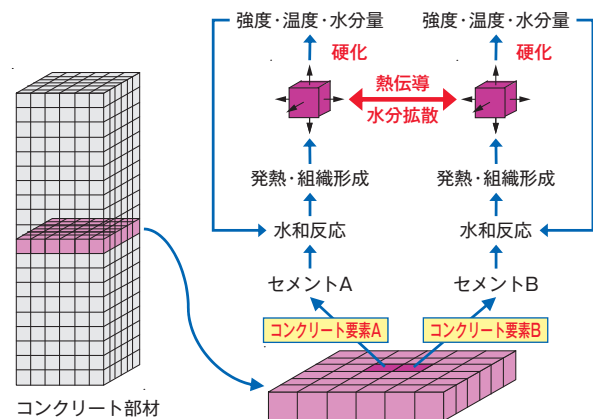 強度・温度・水分量
強度・温度・水分量
硬化
硬化
熱伝導
水分拡散
発熱・組織形成
発熱・組織形成
水和反応
水和反応
セメントA
セメントB
コンクリート要素A
コンクリート要素B
コンクリート部材